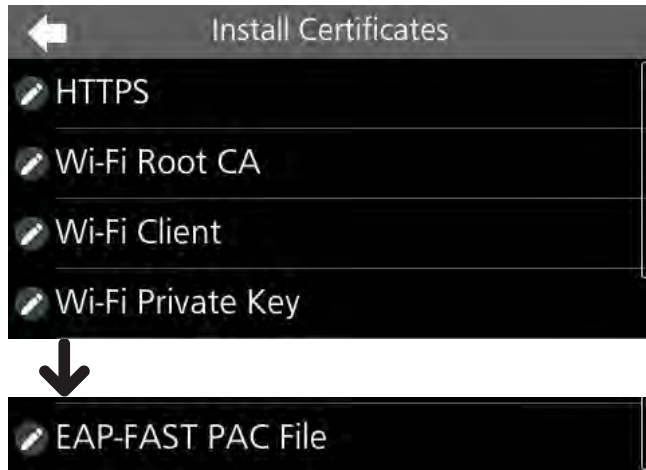 Install Certificates
HTTPS
Wi-Fi Root CA
Wi-Fi Client
Wi-Fi Private Key
EAP-FAST PAC File